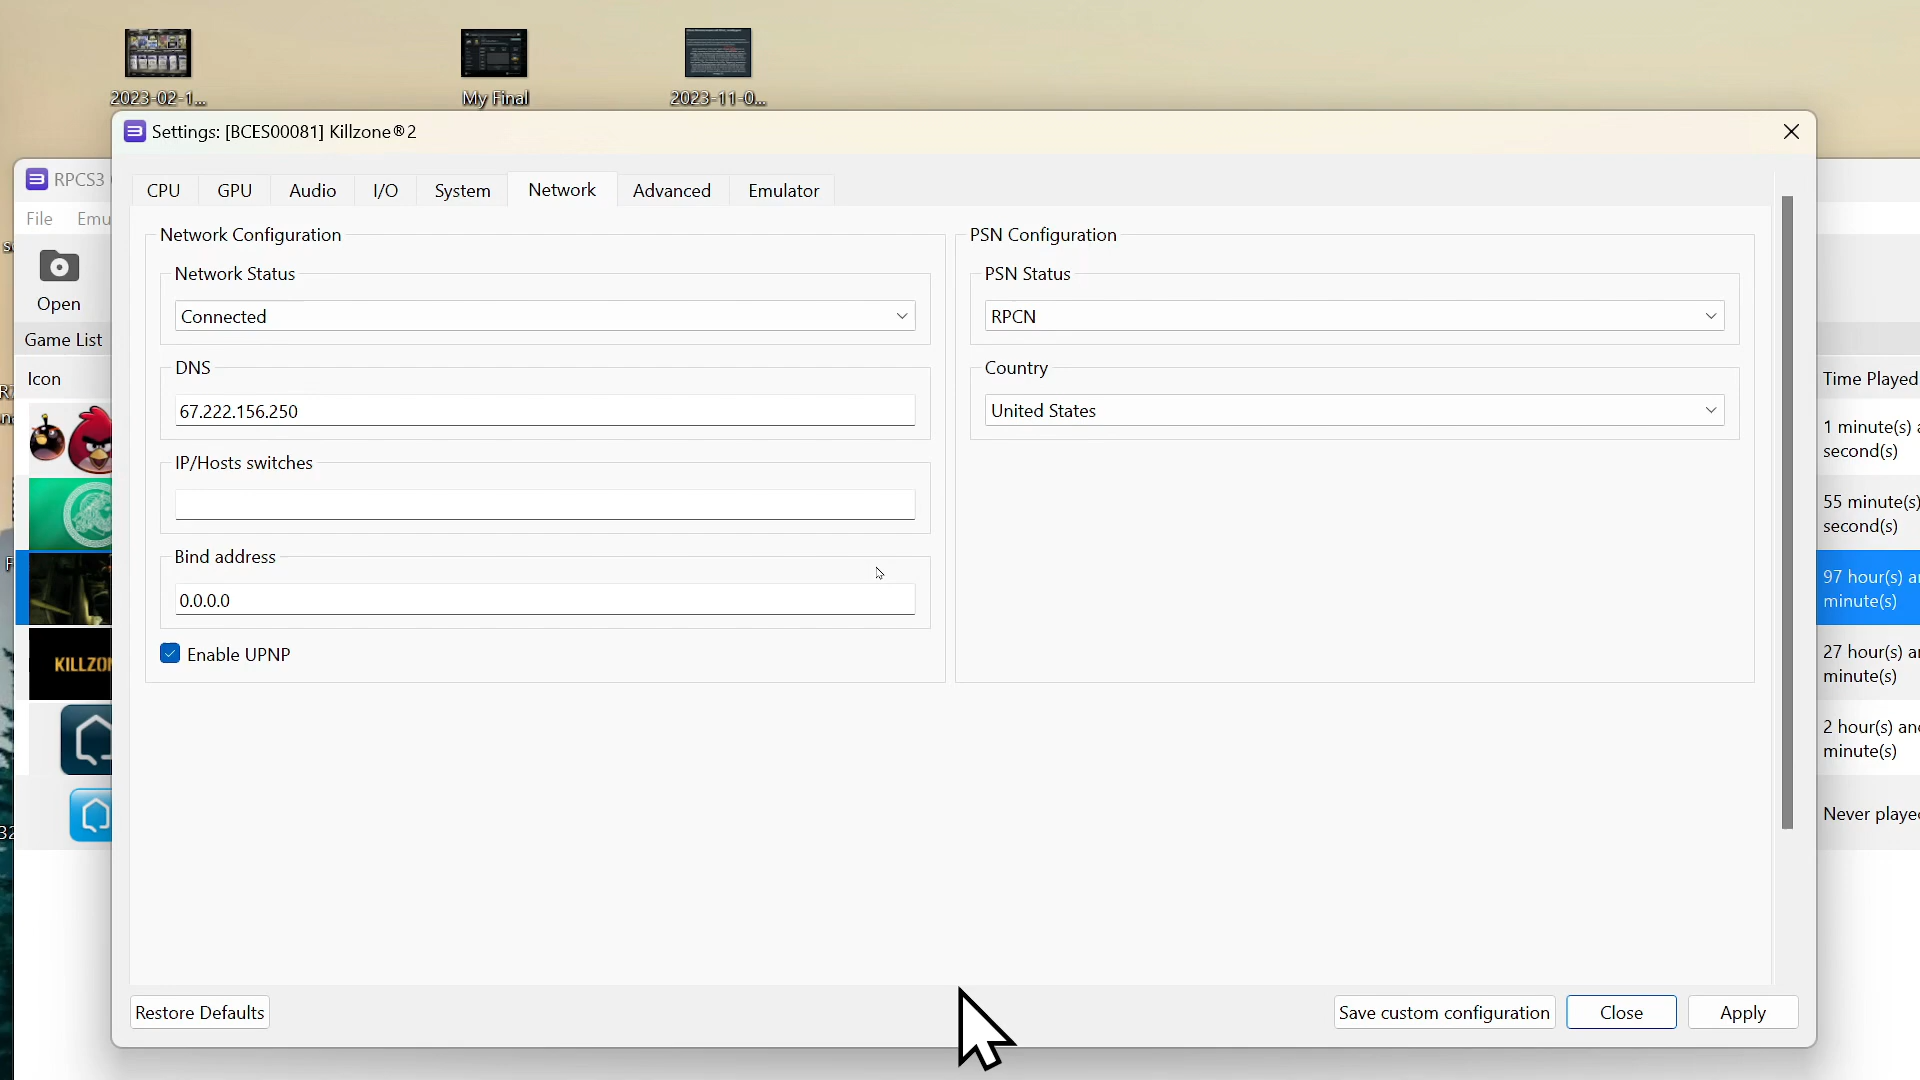 2023-02-1...
My Final
2023-11-0...
Settings: [BCES00081] Killzone®2
RPCS3
CPU
GPU
Audio
I/O
System
Network
Advanced
Emulator
File
Emu
Open
Game List
Icon
Network Configuration
Network Status
Connected
DNS
67.222.156.250
IP/Hosts switches
Bind address
0.0.0.0
Enable UPNP
PSN Configuration
PSN Status
RPCN
Country
United States
KILLZO
Time Played
1 minute(s) a
second(s)
55 minute(s)
second(s)
97 hour(s) a
minute(s)
27 hour(s) a
minute(s)
2 hour(s) an
minute(s)
Never playe
Restore Defaults
Save custom configuration
Close
Apply